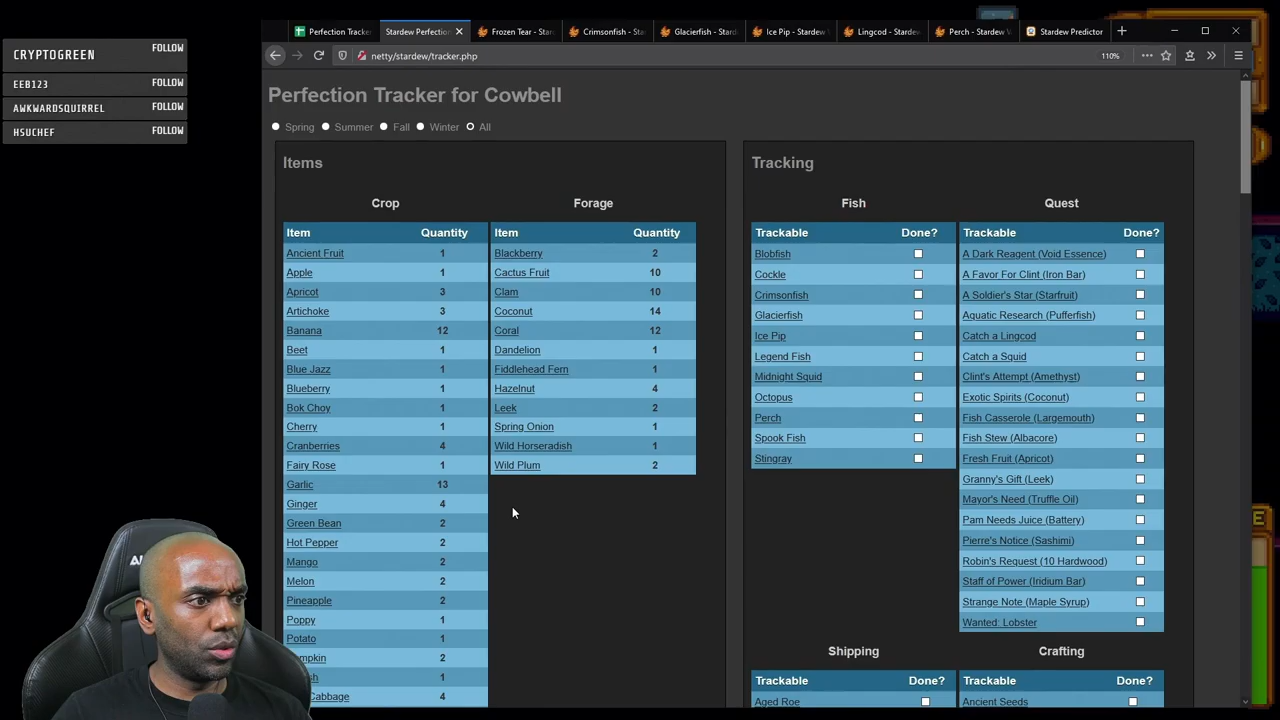 CRYPTOGREEN FOLLOW
EEB123 FOLLOW
AWKWARDSQUIRREL FOLLOW
HSUCHEF FOLLOW
Perfection Tracker
Stardew Perfection
Frozen Tear - Star
Crimsonfish - Sta
Glacierfish - Stard
Ice Pip - Stardew V
Lingcod - Stardew
Perch - Stardew V
Stardew Predictor
netty/stardew/tracker.php
110%
Perfection Tracker for Cowbell
Spring Summer Fall Winter All
Items
Crop
Item Quantity
Ancient Fruit 1
Apple 1
Apricot 3
Artichoke 3
Banana 12
Beet 1
Blue Jazz 1
Blueberry 1
Bok Choy 1
Cherry 1
Cranberries 4
Fairy Rose 1
Garlic 13
Ginger 4
Green Bean 2
Hot Pepper 2
Mango 2
Melon 2
Pineapple 2
Poppy 1
Potato 1
mpkin 2
sh 1
Cabbage 4
Forage
Item Quantity
Blackberry 2
Cactus Fruit 10
Clam 10
Coconut 14
Coral 12
Dandelion 1
Fiddlehead Fern 1
Hazelnut 4
Leek 2
Spring Onion 1
Wild Horseradish 1
Wild Plum 2
Tracking
Fish
Trackable Done?
Blobfish
Cockle
Crimsonfish
Glacierfish
Ice Pip
Legend Fish
Midnight Squid
Octopus
Perch
Spook Fish
Stingray
Quest
Trackable Done?
A Dark Reagent (Void Essence)
A Favor For Clint (Iron Bar)
A Soldier's Star (Starfruit)
Aquatic Research (Pufferfish)
Catch a Lingcod
Catch a Squid
Clint's Attempt (Amethyst)
Exotic Spirits (Coconut)
Fish Casserole (Largemouth)
Fish Stew (Albacore)
Fresh Fruit (Apricot)
Granny's Gift (Leek)
Mayor's Need (Truffle Oil)
Pam Needs Juice (Battery)
Pierre's Notice (Sashimi)
Robin's Request (10 Hardwood)
Staff of Power (Iridium Bar)
Strange Note (Maple Syrup)
Wanted: Lobster
Shipping
Trackable Done?
Aged Roe
Crafting
Trackable Done?
Ancient Seeds